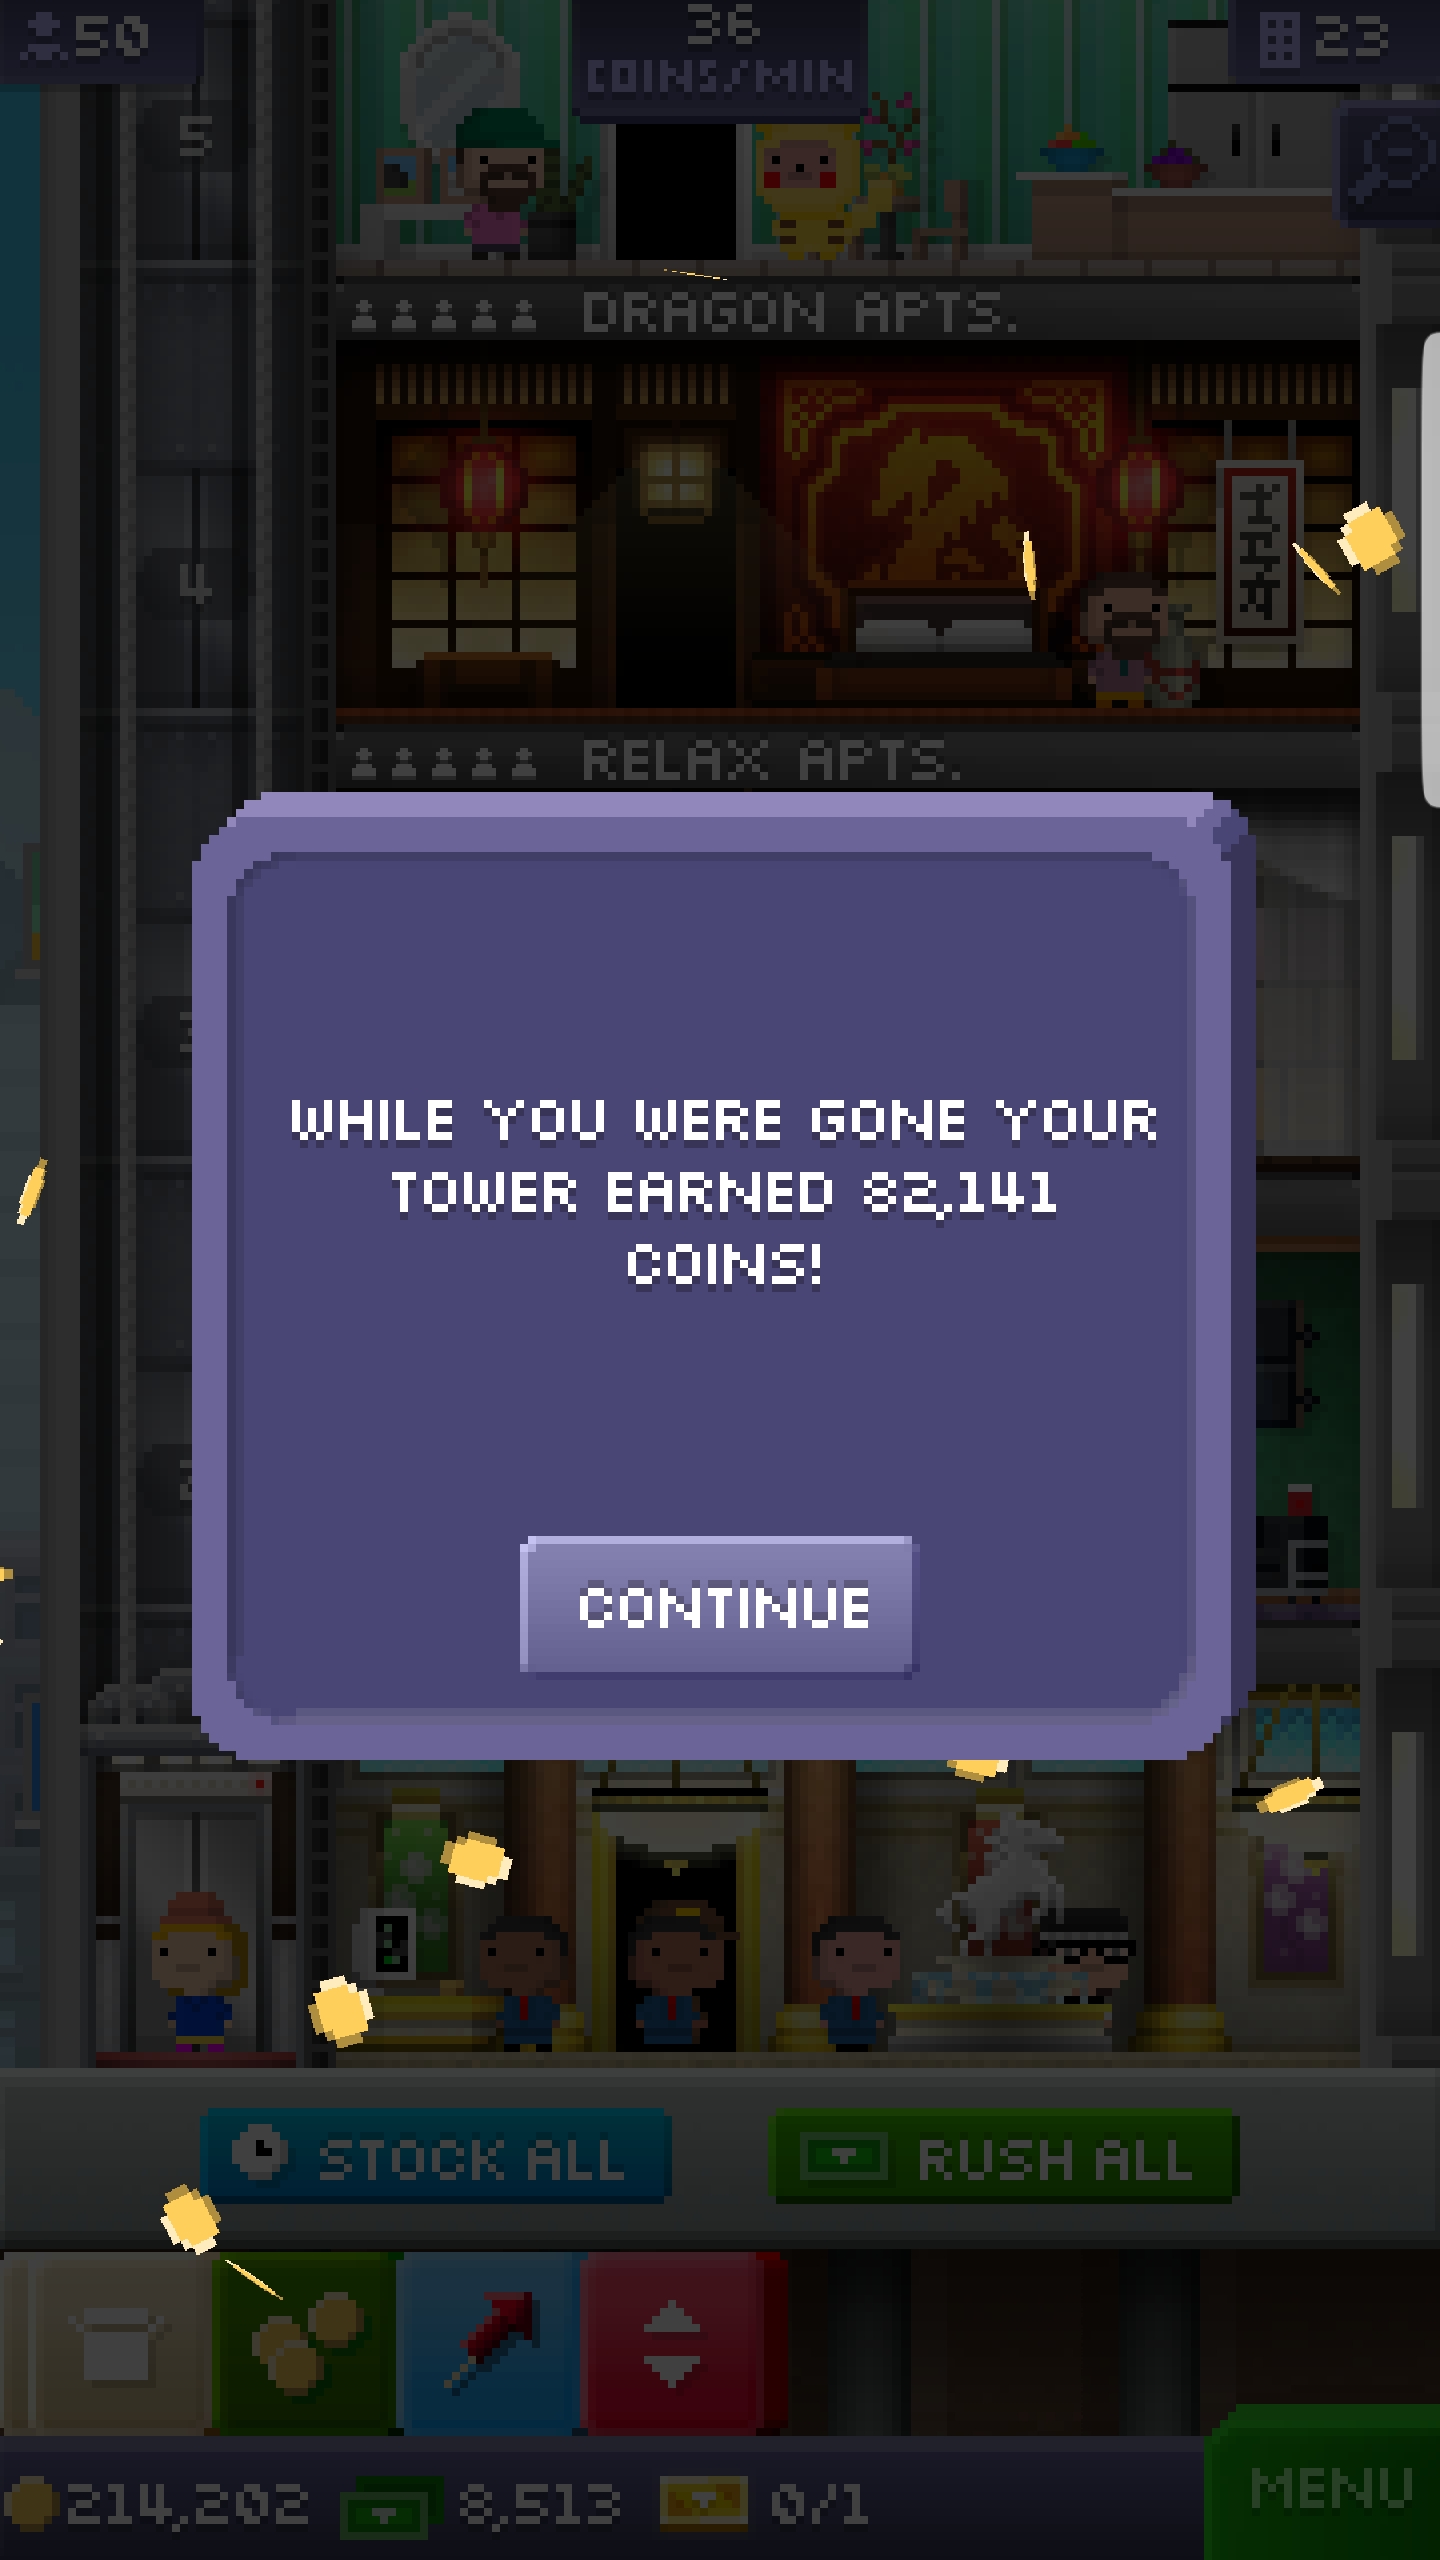 50
36
COINS/MIN
23
5
DRAGON APTS.
4
RELAX APTS.
WHILE YOU WERE GONE YOUR
TOWER EARNED 82,141
COINS!
CONTINUE
STOCK ALL
RUSH ALL
214,202
8,513
0/1
MENU